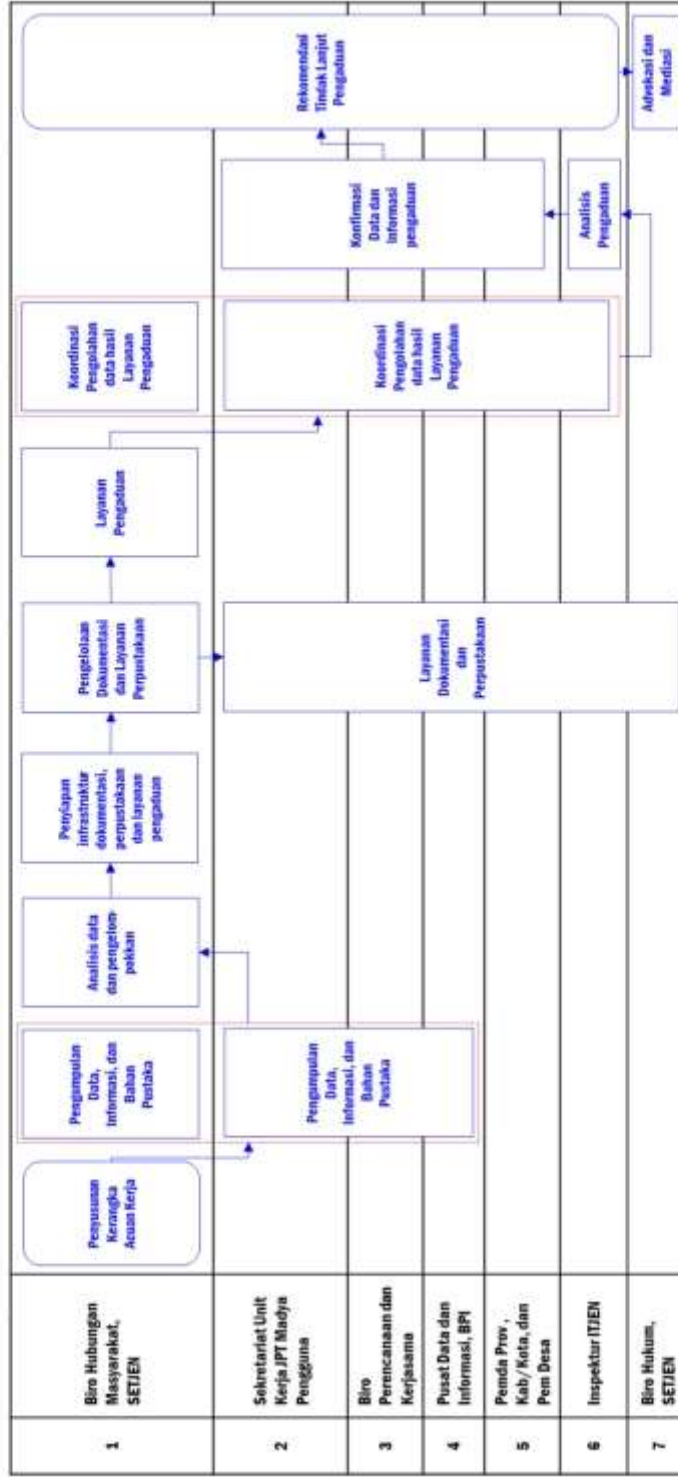 1
Biro Hubungan
Masyarakat,
SETJEN
Penyusunan
Kerangka
Acuan Kerja
Pengumpulan
Data,
Informasi, dan
Bahan
Pustaka
Analisis data
dan pengelom-
pokkan
Penyiapan
infrastruktur
dokumentasi,
perpustakaan
dan layanan
pengaduan
Pengelolaan
Dokumentasi
dan Layanan
Perpustakaan
Layanan
Pengaduan
Koordinasi
Pengolahan
data hasil
Layanan
Pengaduan
Rekomendasi
Tindak Lanjut
Pengaduan
2
Sekretariat Unit
Kerja JPT Madya
Pengguna
Pengumpulan
Data,
Informasi, dan
Bahan
Pustaka
Layanan
Dokumentasi
dan
Perpustakaan
Koordinasi
Pengolahan
data hasil
Layanan
Pengaduan
Konfirmasi
Data dan
Informasi
pengaduan
3
Biro
Perencanaan dan
Kerjasama
4
Pusat Data dan
Informasi, BPI
5
Pemda Prov ,
Kab/ Kota, dan
Pem Desa
6
Inspektur ITJEN
Analisis
Pengaduan
7
Biro Hukum,
SETJEN
Advokasi dan
Mediasi